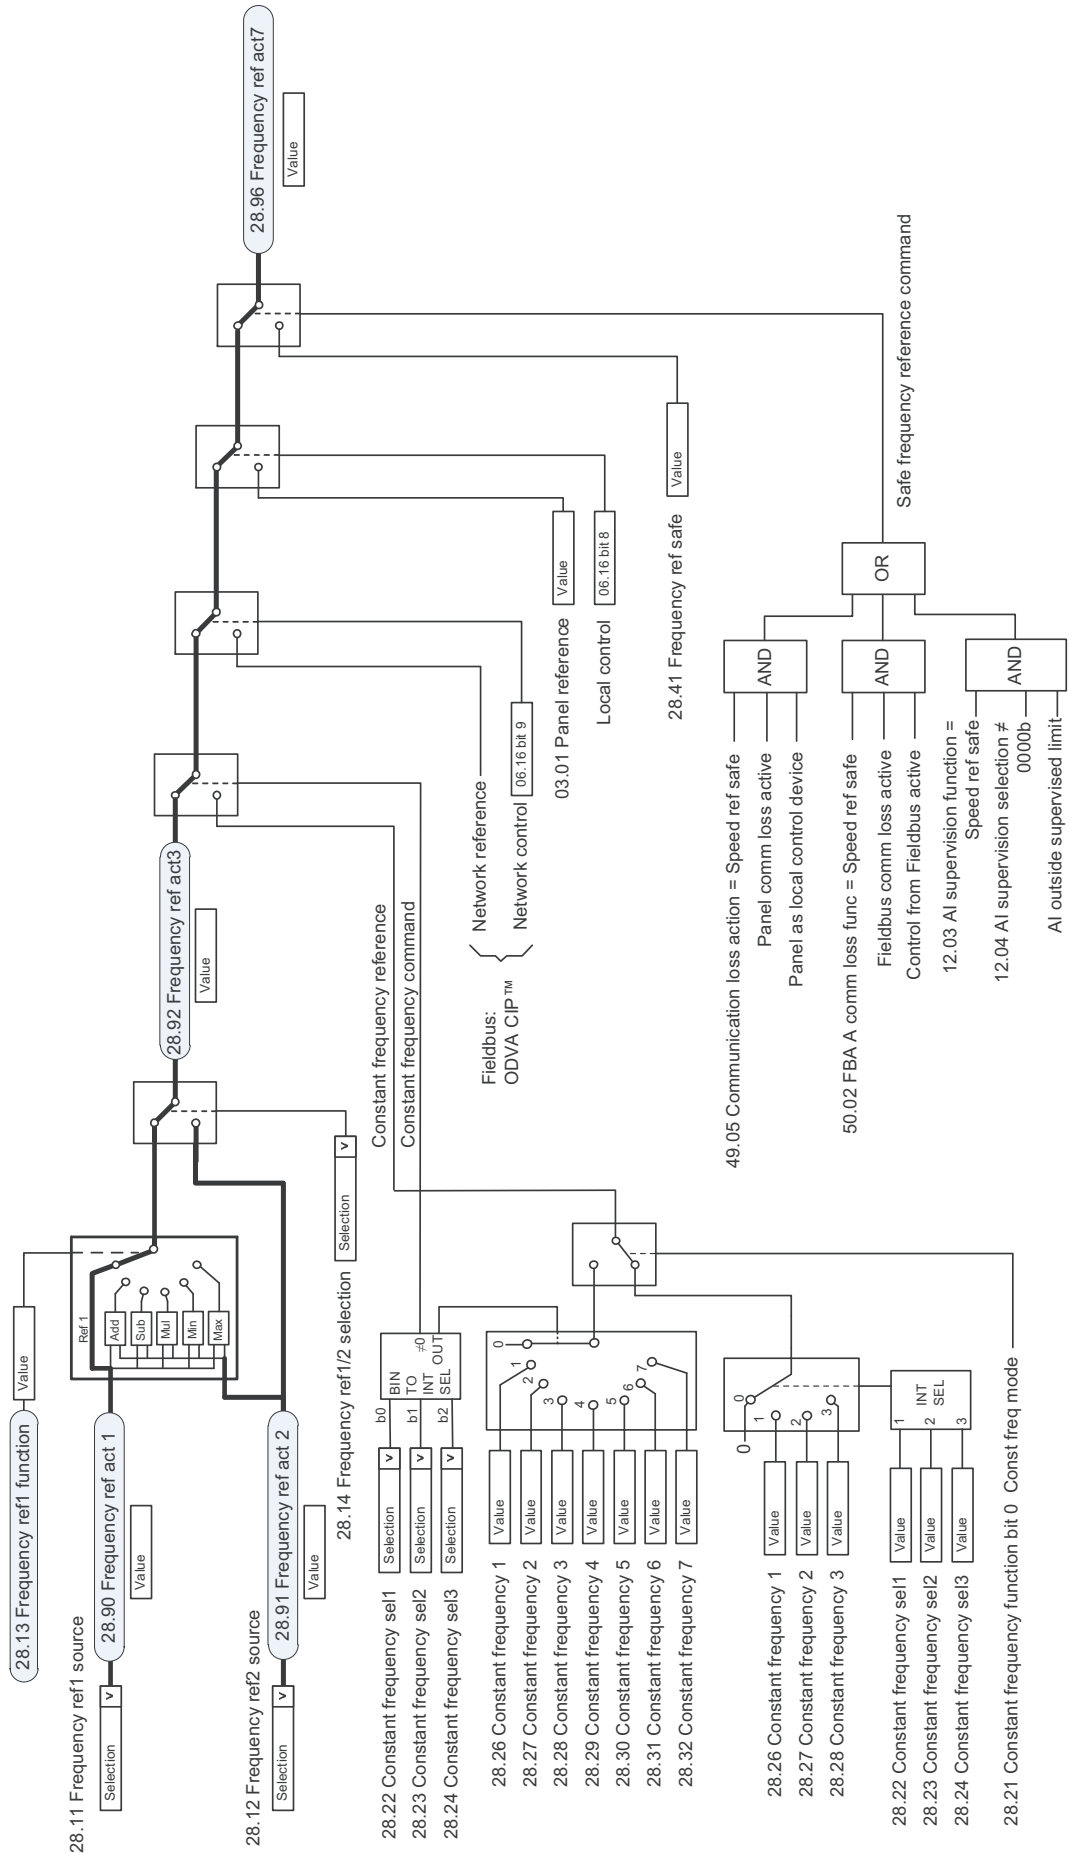 28.11 Frequency ref1 source
Selection
v
28.13 Frequency ref1 function
Value
28.90 Frequency ref act 1
Value
28.12 Frequency ref2 source
Selection
v
28.91 Frequency ref act 2
Value
Ref 1
Add
Sub
Mul
Min
Max
28.14 Frequency ref1/2 selection
Selection
v
28.92 Frequency ref act3
Value
28.96 Frequency ref act7
Value
28.22 Constant frequency sel1
Selection
v
b0
28.23 Constant frequency sel2
Selection
v
b1
28.24 Constant frequency sel3
Selection
v
b2
BIN
TO
INT
SEL
≠0
OUT
Constant frequency reference
Constant frequency command
28.26 Constant frequency 1
Value
28.27 Constant frequency 2
Value
28.28 Constant frequency 3
Value
28.29 Constant frequency 4
Value
28.30 Constant frequency 5
Value
28.31 Constant frequency 6
Value
28.32 Constant frequency 7
Value
0
1
2
3
4
5
6
7
28.26 Constant frequency 1
Value
28.27 Constant frequency 2
Value
28.28 Constant frequency 3
Value
0
0
1
2
3
28.22 Constant frequency sel1
Value
1
28.23 Constant frequency sel2
Value
2
28.24 Constant frequency sel3
Value
3
INT
SEL
28.21 Constant frequency function bit 0 Const freq mode
Fieldbus:
ODVA CIP™
Network reference
Network control
06.16 bit 9
03.01 Panel reference
Value
Local control
06.16 bit 8
28.41 Frequency ref safe
Value
49.05 Communication loss action = Speed ref safe
Panel comm loss active
Panel as local control device
AND
50.02 FBA A comm loss func = Speed ref safe
Fieldbus comm loss active
Control from Fieldbus active
AND
12.03 AI supervision function =
Speed ref safe
12.04 AI supervision selection ≠
0000b
AI outside supervised limit
AND
OR
Safe frequency reference command